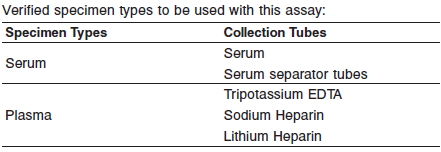 Verified specimen types to be used with this assay:
Specimen Types Collection Tubes
Serum
Serum
Serum separator tubes
Plasma
Tripotassium EDTA
Sodium Heparin
Lithium Heparin